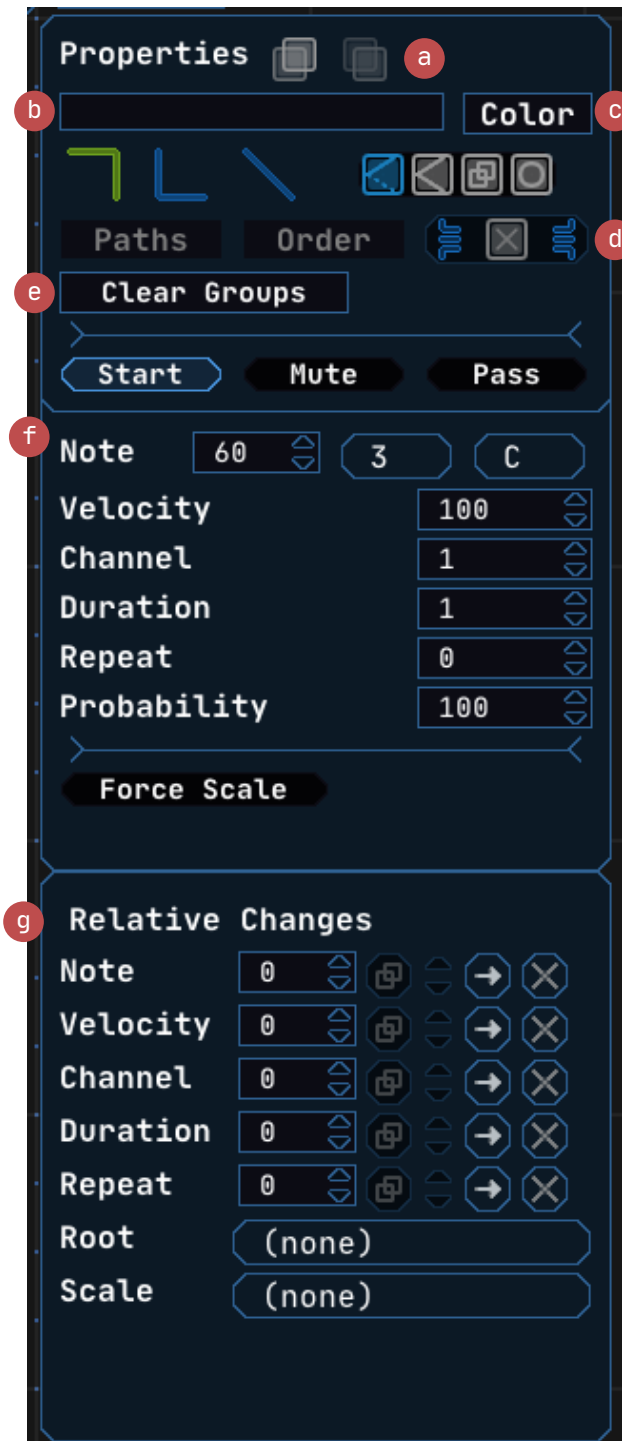 Properties a
b Color c
Paths Order d
e Clear Groups
Start Mute Pass
f Note 60 3 C
Velocity 100
Channel 1
Duration 1
Repeat 0
Probability 100
Force Scale
g Relative Changes
Note 0
Velocity 0
Channel 0
Duration 0
Repeat 0
Root (none)
Scale (none)